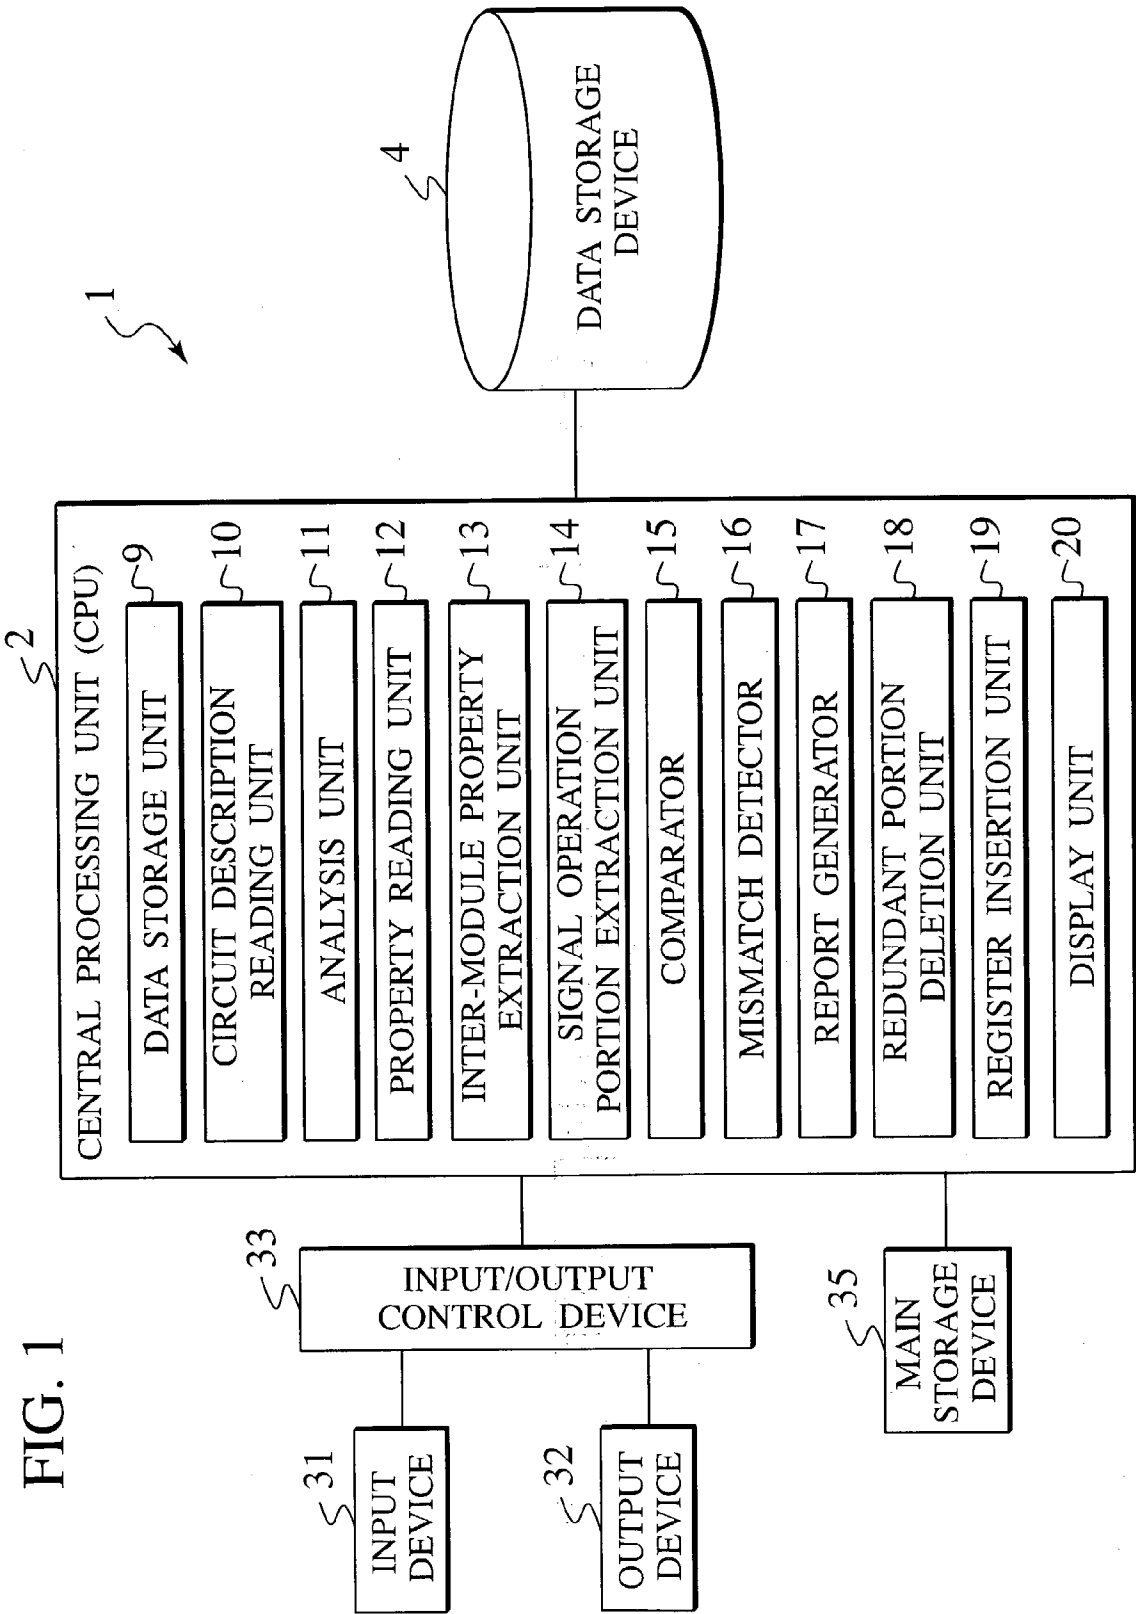 FIG. 1
1
2
CENTRAL PROCESSING UNIT (CPU)
DATA STORAGE UNIT
9
CIRCUIT DESCRIPTION
READING UNIT
10
ANALYSIS UNIT
11
PROPERTY READING UNIT
12
INTER-MODULE PROPERTY
EXTRACTION UNIT
13
SIGNAL OPERATION
PORTION EXTRACTION UNIT
14
COMPARATOR
15
MISMATCH DETECTOR
16
REPORT GENERATOR
17
REDUNDANT PORTION
DELETION UNIT
18
REGISTER INSERTION UNIT
19
DISPLAY UNIT
20
4
DATA STORAGE
DEVICE
33
INPUT/OUTPUT
CONTROL DEVICE
31
INPUT
DEVICE
32
OUTPUT
DEVICE
35
MAIN
STORAGE
DEVICE